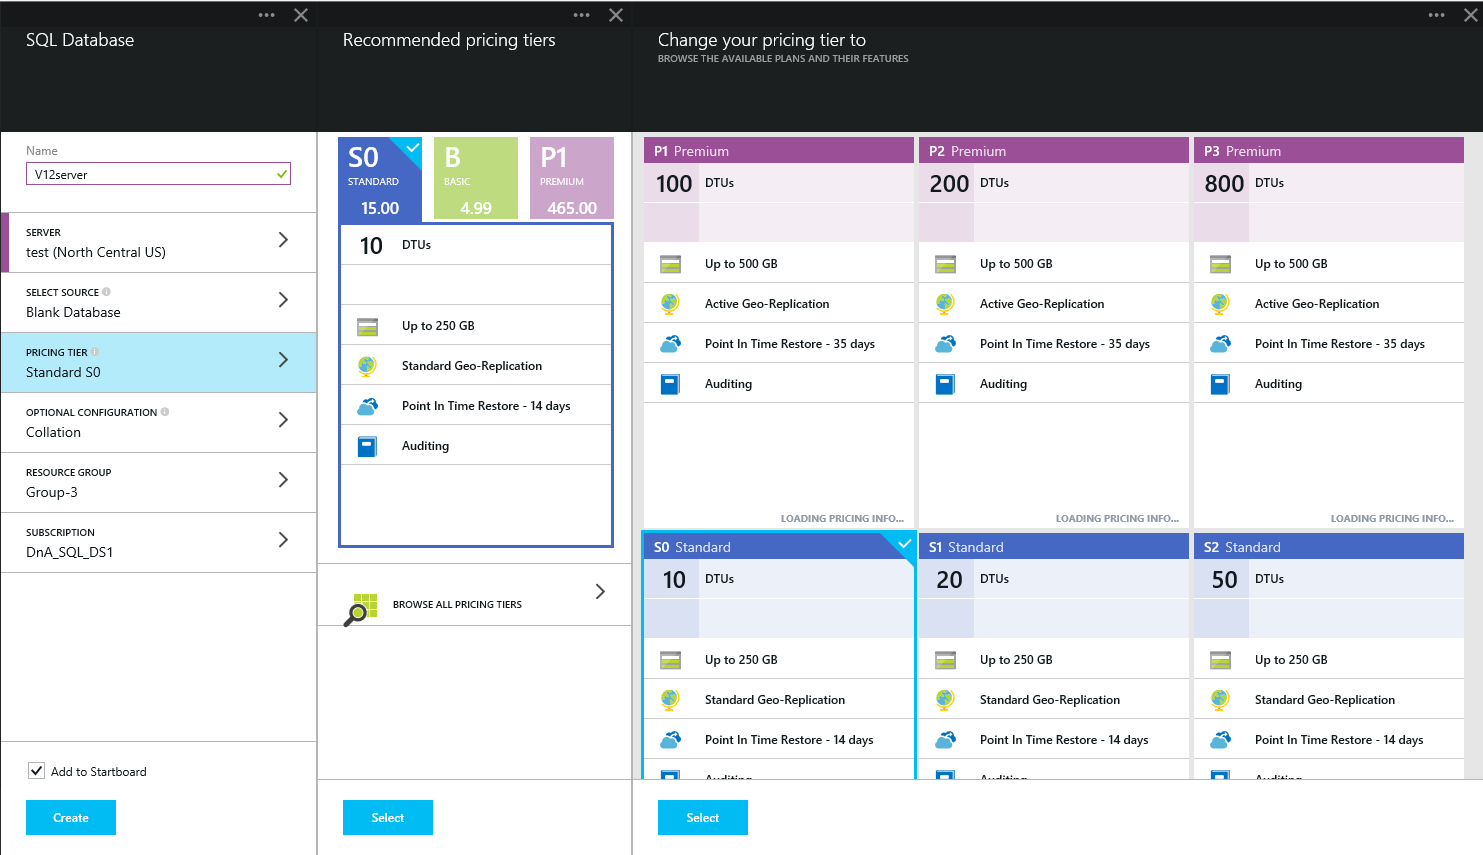 SQL Database
Name
V12server
SERVER
test (North Central US)
SELECT SOURCE
Blank Database
PRICING TIER
Standard S0
OPTIONAL CONFIGURATION
Collation
RESOURCE GROUP
Group-3
SUBSCRIPTION
DnA_SQL_DS1
Add to Startboard
Create
Recommended pricing tiers
S0
STANDARD
15.00
B
BASIC
4.99
P1
PREMIUM
465.00
10 DTUs
Up to 250 GB
Standard Geo-Replication
Point In Time Restore - 14 days
Auditing
BROWSE ALL PRICING TIERS
Select
Change your pricing tier to
BROWSE THE AVAILABLE PLANS AND THEIR FEATURES
P1 Premium
100 DTUs
Up to 500 GB
Active Geo-Replication
Point In Time Restore - 35 days
Auditing
LOADING PRICING INFO...
P2 Premium
200 DTUs
Up to 500 GB
Active Geo-Replication
Point In Time Restore - 35 days
Auditing
LOADING PRICING INFO...
P3 Premium
800 DTUs
Up to 500 GB
Active Geo-Replication
Point In Time Restore - 35 days
Auditing
LOADING PRICING INFO...
S0 Standard
10 DTUs
Up to 250 GB
Standard Geo-Replication
Point In Time Restore - 14 days
Auditing
S1 Standard
20 DTUs
Up to 250 GB
Standard Geo-Replication
Point In Time Restore - 14 days
Auditing
S2 Standard
50 DTUs
Up to 250 GB
Standard Geo-Replication
Point In Time Restore - 14 days
Auditing
Select